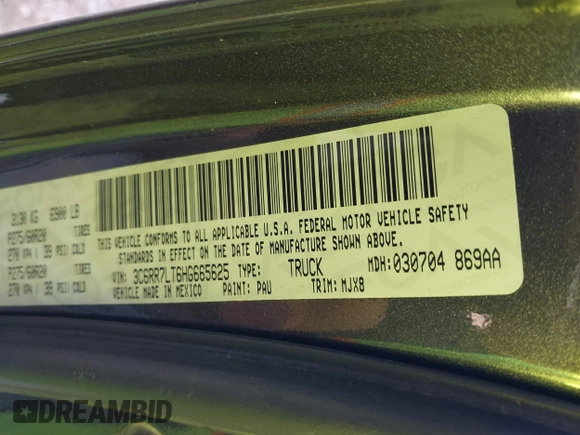 3130 KG 6900 LB
P275/60R20 TIRES
270 KPA / 39 PSI COLD
P275/60R20 TIRES
270 KPA / 39 PSI COLD
THIS VEHICLE CONFORMS TO ALL APPLICABLE U.S.A. FEDERAL MOTOR VEHICLE SAFETY
STANDARDS IN EFFECT ON THE DATE OF MANUFACTURE SHOWN ABOVE.
VIN: 3C6RR7LT6HG665625 TYPE: TRUCK MDH: 030704 869AA
VEHICLE MADE IN MEXICO PAINT: PAU TRIM: MJX8
DREAMBID